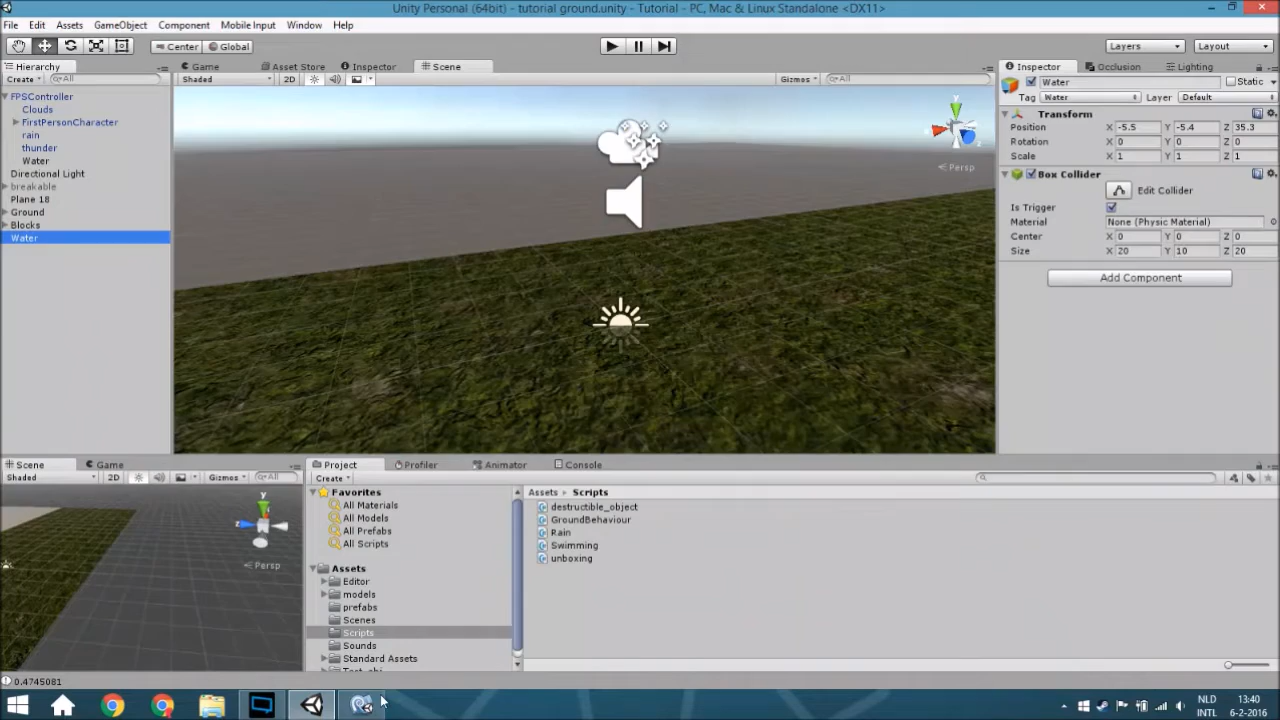 Unity Personal (64bit) - tutorial ground.unity - Tutorial - PC, Mac & Linux Standalone <DX11>
File Edit Assets GameObject Component Mobile Input Window Help
Center Global Layers Layout
Hierarchy Game Asset Store Inspector Scene Inspector Occlusion Lighting
Create All Shaded 2D Gizmos All Water Static
Tag Water Layer Default
FPSController
Clouds
FirstPersonCharacter
rain
thunder
Water
Directional Light
breakable
Plane 18
Ground
Blocks
Water
y
Persp
Transform
Position X -5.5 Y -5.4 Z 35.3
Rotation X 0 Y 0 Z 0
Scale X 1 Y 1 Z 1
Box Collider
Edit Collider
Is Trigger
Material None (Physic Material)
Center X 0 Y 0 Z 0
Size X 20 Y 10 Z 20
Add Component
Scene Game Project Profiler Animator Console
Shaded 2D Gizmos All Create
y
z
Persp
Favorites
All Materials
All Models
All Prefabs
All Scripts
Assets
Editor
models
prefabs
Scenes
Scripts
Sounds
Standard Assets
Assets Scripts
destructible_object
GroundBehaviour
Rain
Swimming
unboxing
0.4745081
NLD 13:40
INTL 6-2-2016